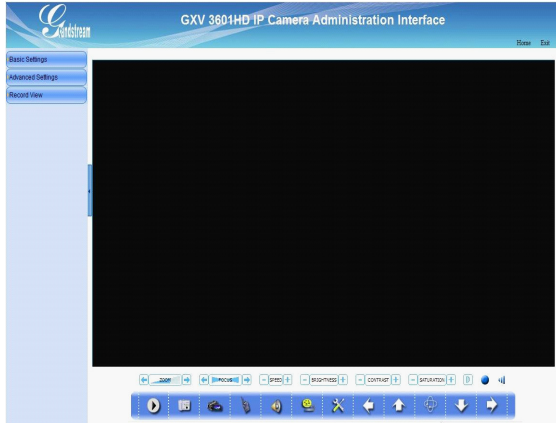 Grandstream
GXV 3601HD IP Camera Administration Interface
Home Exit
Basic Settings
Advanced Settings
Record View
ZOOM FOCUS - SPEED + - BRIGHTNESS + - CONTRAST + - SATURATION + D